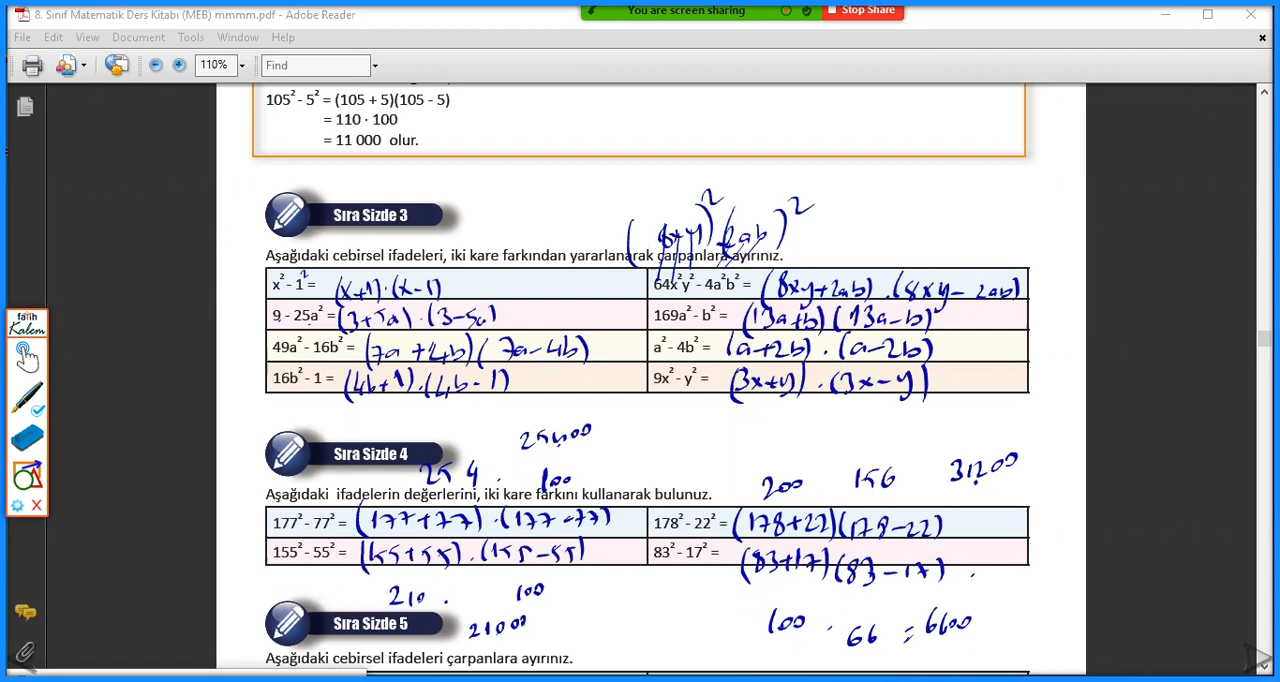 8. Sınıf Matematik Ders Kitabı (MEB) mmmm.pdf - Adobe Reader
You are screen sharing
Stop Share
File Edit View Document Tools Window Help
110%
Find
105² - 5² = (105 + 5)(105 - 5)
= 110 · 100
= 11 000 olur.
Sıra Sizde 3
(8xy)² (2ab)²
Aşağıdaki cebirsel ifadeleri, iki kare farkından yararlanarak çarpanlara ayırınız.
x² - 1² = (x+1)·(x-1)
64x²y² - 4a²b² = (8xy+2ab).(8xy-2ab)
9 - 25a² = (3+5a).(3-5a)
169a² - b² = (13a+b)(13a-b)
49a² - 16b² = (7a+4b)(7a-4b)
a² - 4b² = (a+2b).(a-2b)
16b² - 1 = (4b+1).(4b-1)
9x² - y² = (3x+y).(3x-y)
Sıra Sizde 4
25400
254 . 100
200 156 31200
Aşağıdaki ifadelerin değerlerini, iki kare farkını kullanarak bulunuz.
177² - 77² = (177+77).(177-77)
178² - 22² = (178+22)(178-22)
155² - 55² = (155+55).(155-55)
83² - 17² = (83+17)(83-17).
210 . 100
21000
100 . 66 = 6600
Sıra Sizde 5
Aşağıdaki cebirsel ifadeleri çarpanlara ayırınız.
fatih
Kalem